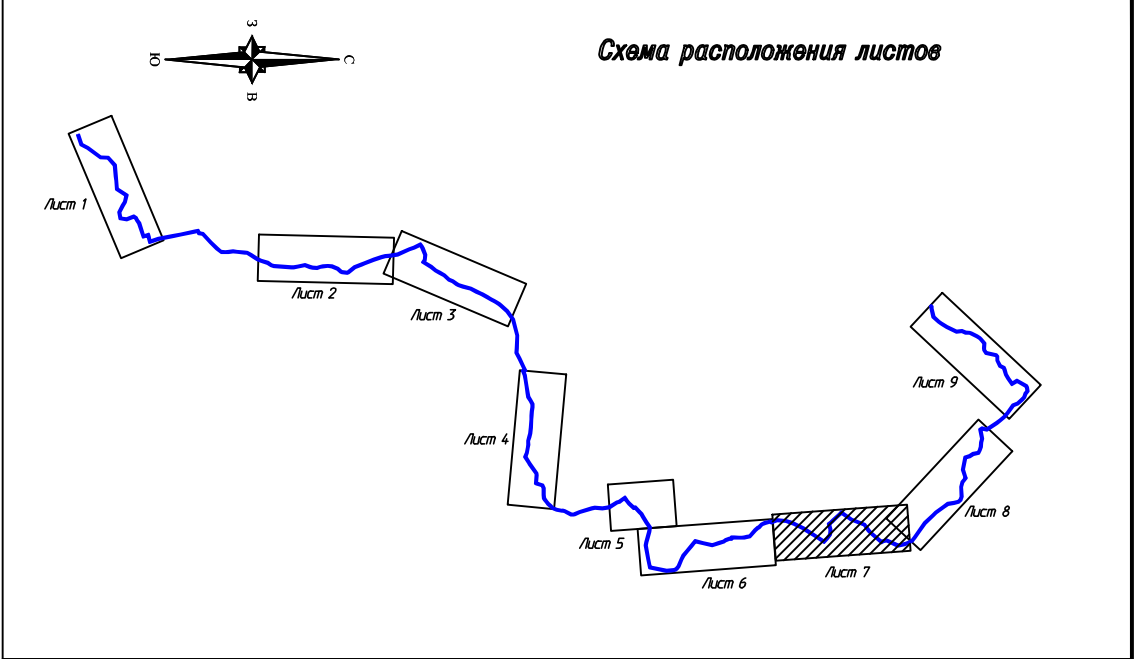 З
Ю
С
В
Схема расположения листов
Лист 1
Лист 2
Лист 3
Лист 4
Лист 5
Лист 6
Лист 7
Лист 8
Лист 9